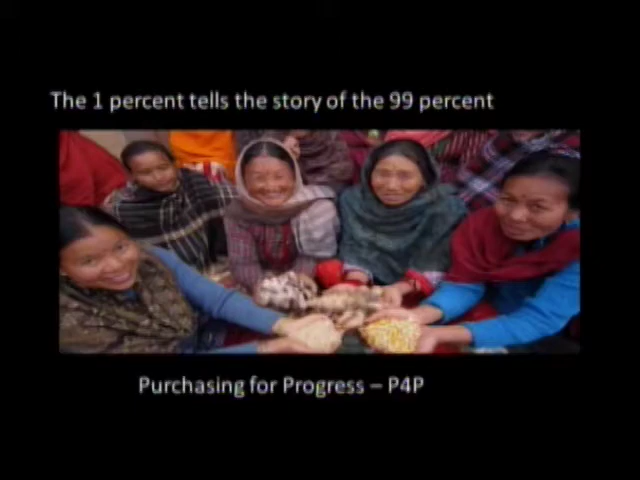 The 1 percent tells the story of the 99 percent
Purchasing for Progress – P4P